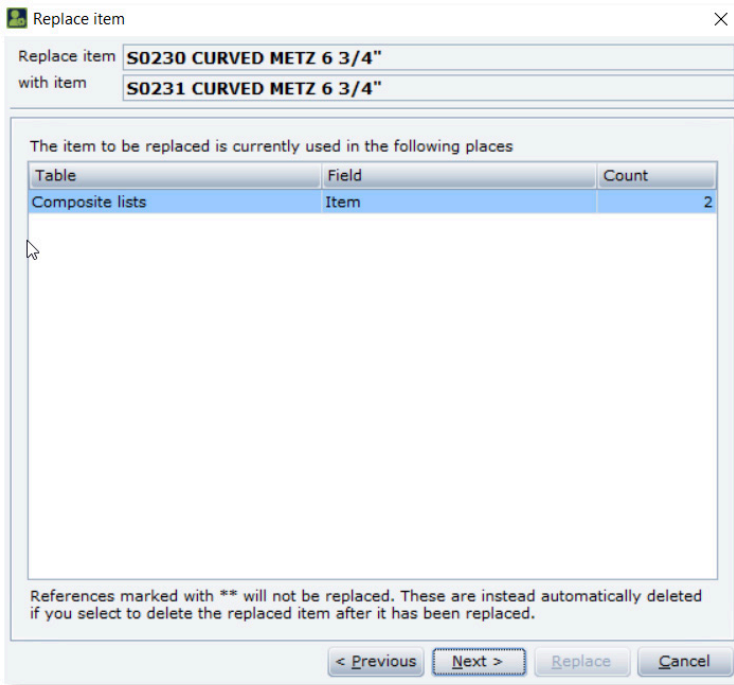 Replace item
Replace item S0230 CURVED METZ 6 3/4"
with item S0231 CURVED METZ 6 3/4"
The item to be replaced is currently used in the following places
Table Field Count
Composite lists Item 2
References marked with ** will not be replaced. These are instead automatically deleted
if you select to delete the replaced item after it has been replaced.
< Previous Next > Replace Cancel